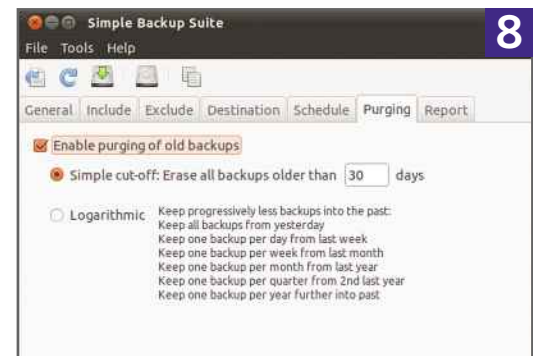 Simple Backup Suite
8
File Tools Help
General Include Exclude Destination Schedule Purging Report
Enable purging of old backups
Simple cut-off: Erase all backups older than 30 days
Logarithmic Keep progressively less backups into the past:
Keep all backups from yesterday
Keep one backup per day from last week
Keep one backup per week from last month
Keep one backup per month from last year
Keep one backup per quarter from 2nd last year
Keep one backup per year further into past